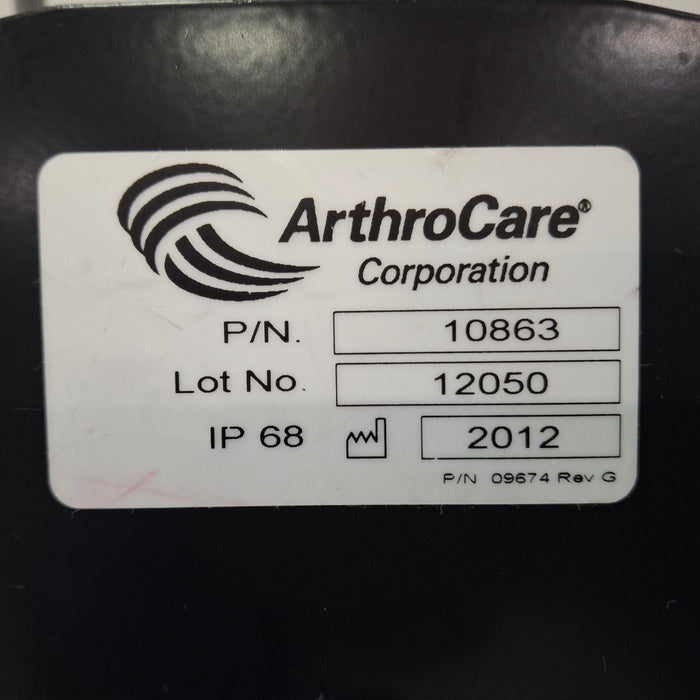 ArthroCare®
Corporation
P/N. 10863
Lot No. 12050
IP 68 2012
P/N 09674 Rev G